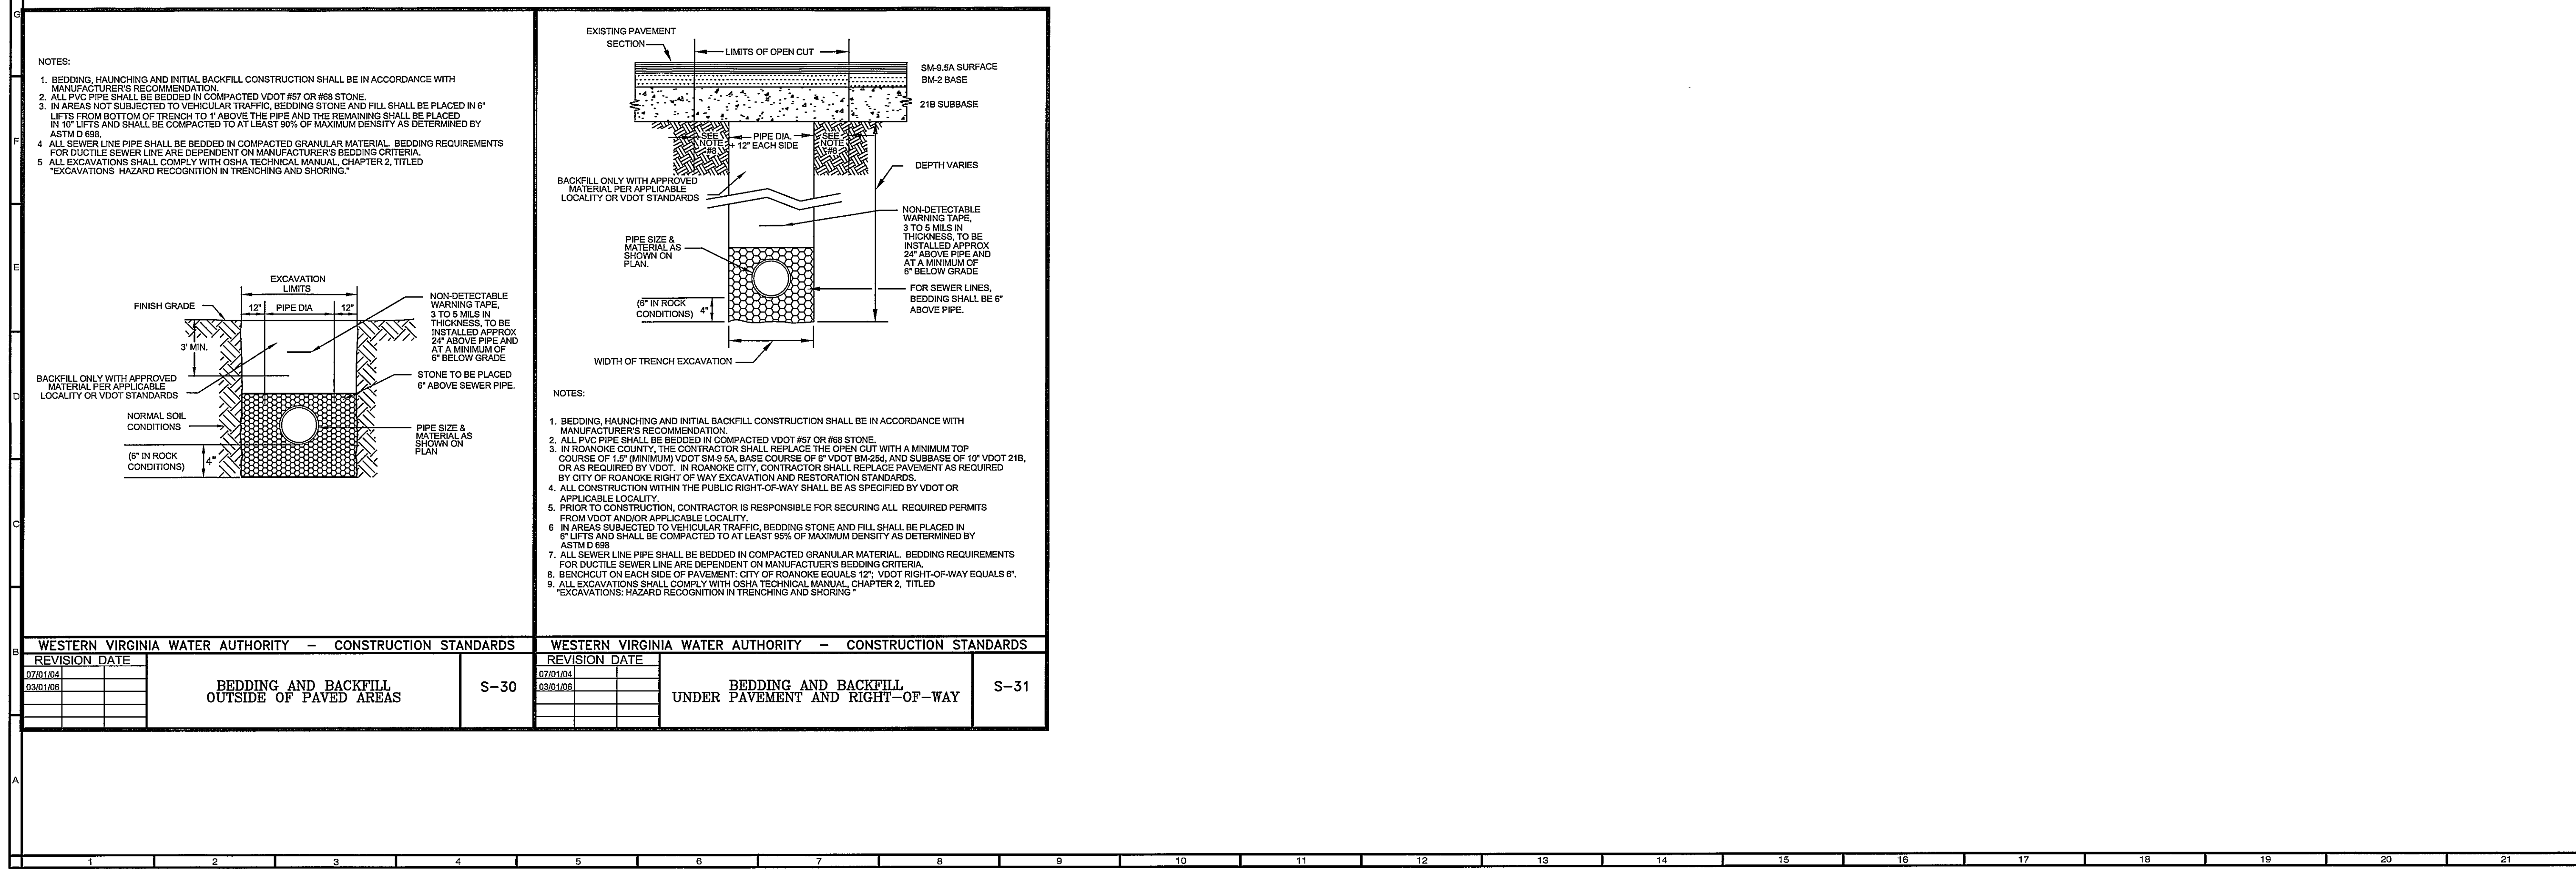 NOTES:
1. BEDDING, HAUNCHING AND INITIAL BACKFILL CONSTRUCTION SHALL BE IN ACCORDANCE WITH
MANUFACTURER'S RECOMMENDATION.
2. ALL PVC PIPE SHALL BE BEDDED IN COMPACTED VDOT #57 OR #68 STONE.
3. IN AREAS NOT SUBJECTED TO VEHICULAR TRAFFIC, BEDDING STONE AND FILL SHALL BE PLACED IN 6"
LIFTS FROM BOTTOM OF TRENCH TO 1' ABOVE THE PIPE AND THE REMAINING SHALL BE PLACED
IN 10" LIFTS AND SHALL BE COMPACTED TO AT LEAST 90% OF MAXIMUM DENSITY AS DETERMINED BY
ASTM D 698.
4 ALL SEWER LINE PIPE SHALL BE BEDDED IN COMPACTED GRANULAR MATERIAL. BEDDING REQUIREMENTS
FOR DUCTILE SEWER LINE ARE DEPENDENT ON MANUFACTURER'S BEDDING CRITERIA.
5 ALL EXCAVATIONS SHALL COMPLY WITH OSHA TECHNICAL MANUAL, CHAPTER 2, TITLED
"EXCAVATIONS HAZARD RECOGNITION IN TRENCHING AND SHORING."
EXCAVATION
LIMITS
FINISH GRADE
12" PIPE DIA 12"
NON-DETECTABLE
WARNING TAPE,
3 TO 5 MILS IN
THICKNESS, TO BE
INSTALLED APPROX
24" ABOVE PIPE AND
AT A MINIMUM OF
6" BELOW GRADE
3' MIN.
BACKFILL ONLY WITH APPROVED
MATERIAL PER APPLICABLE
LOCALITY OR VDOT STANDARDS
STONE TO BE PLACED
6" ABOVE SEWER PIPE.
NORMAL SOIL
CONDITIONS
PIPE SIZE &
MATERIAL AS
SHOWN ON
PLAN
(6" IN ROCK
CONDITIONS)
4"
WESTERN VIRGINIA WATER AUTHORITY – CONSTRUCTION STANDARDS
REVISION DATE
07/01/04
03/01/06
BEDDING AND BACKFILL
OUTSIDE OF PAVED AREAS
S-30
EXISTING PAVEMENT
SECTION
LIMITS OF OPEN CUT
SM-9.5A SURFACE
BM-2 BASE
21B SUBBASE
SEE
NOTE
#8
PIPE DIA.
+ 12" EACH SIDE
SEE
NOTE
#8
DEPTH VARIES
BACKFILL ONLY WITH APPROVED
MATERIAL PER APPLICABLE
LOCALITY OR VDOT STANDARDS
NON-DETECTABLE
WARNING TAPE,
3 TO 5 MILS IN
THICKNESS, TO BE
INSTALLED APPROX
24" ABOVE PIPE AND
AT A MINIMUM OF
6" BELOW GRADE
PIPE SIZE &
MATERIAL AS
SHOWN ON
PLAN.
FOR SEWER LINES,
BEDDING SHALL BE 6"
ABOVE PIPE.
(6" IN ROCK
CONDITIONS)
4"
WIDTH OF TRENCH EXCAVATION
NOTES:
1. BEDDING, HAUNCHING AND INITIAL BACKFILL CONSTRUCTION SHALL BE IN ACCORDANCE WITH
MANUFACTURER'S RECOMMENDATION.
2. ALL PVC PIPE SHALL BE BEDDED IN COMPACTED VDOT #57 OR #68 STONE.
3. IN ROANOKE COUNTY, THE CONTRACTOR SHALL REPLACE THE OPEN CUT WITH A MINIMUM TOP
COURSE OF 1.5" (MINIMUM) VDOT SM-9 5A, BASE COURSE OF 6" VDOT BM-25d, AND SUBBASE OF 10" VDOT 21B,
OR AS REQUIRED BY VDOT. IN ROANOKE CITY, CONTRACTOR SHALL REPLACE PAVEMENT AS REQUIRED
BY CITY OF ROANOKE RIGHT OF WAY EXCAVATION AND RESTORATION STANDARDS.
4. ALL CONSTRUCTION WITHIN THE PUBLIC RIGHT-OF-WAY SHALL BE AS SPECIFIED BY VDOT OR
APPLICABLE LOCALITY.
5. PRIOR TO CONSTRUCTION, CONTRACTOR IS RESPONSIBLE FOR SECURING ALL REQUIRED PERMITS
FROM VDOT AND/OR APPLICABLE LOCALITY.
6 IN AREAS SUBJECTED TO VEHICULAR TRAFFIC, BEDDING STONE AND FILL SHALL BE PLACED IN
6" LIFTS AND SHALL BE COMPACTED TO AT LEAST 95% OF MAXIMUM DENSITY AS DETERMINED BY
ASTM D 698
7. ALL SEWER LINE PIPE SHALL BE BEDDED IN COMPACTED GRANULAR MATERIAL. BEDDING REQUIREMENTS
FOR DUCTILE SEWER LINE ARE DEPENDENT ON MANUFACTUER'S BEDDING CRITERIA.
8. BENCHCUT ON EACH SIDE OF PAVEMENT: CITY OF ROANOKE EQUALS 12"; VDOT RIGHT-OF-WAY EQUALS 6".
9. ALL EXCAVATIONS SHALL COMPLY WITH OSHA TECHNICAL MANUAL, CHAPTER 2, TITLED
"EXCAVATIONS: HAZARD RECOGNITION IN TRENCHING AND SHORING "
WESTERN VIRGINIA WATER AUTHORITY – CONSTRUCTION STANDARDS
REVISION DATE
07/01/04
03/01/06
BEDDING AND BACKFILL
UNDER PAVEMENT AND RIGHT-OF-WAY
S-31
G
F
E
D
C
B
A
1 2 3 4 5 6 7 8 9 10 11 12 13 14 15 16 17 18 19 20 21